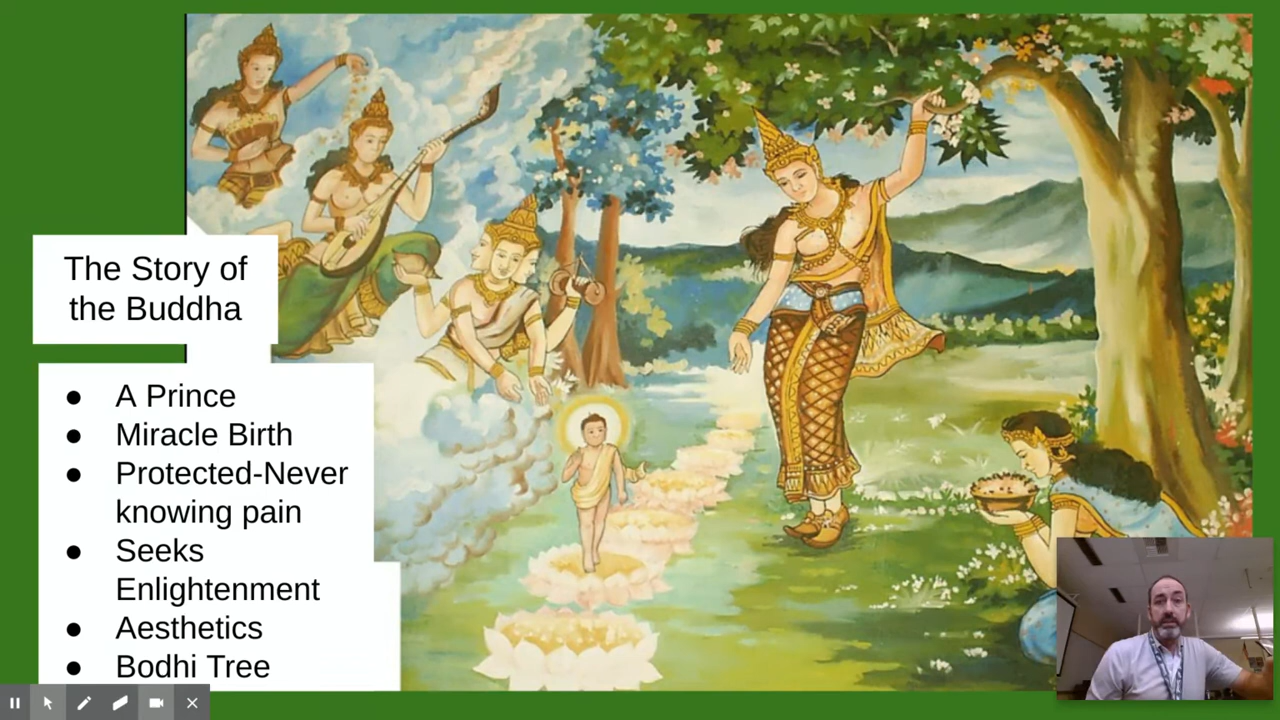 The Story of
the Buddha
● A Prince
● Miracle Birth
● Protected-Never
knowing pain
● Seeks
Enlightenment
● Aesthetics
● Bodhi Tree